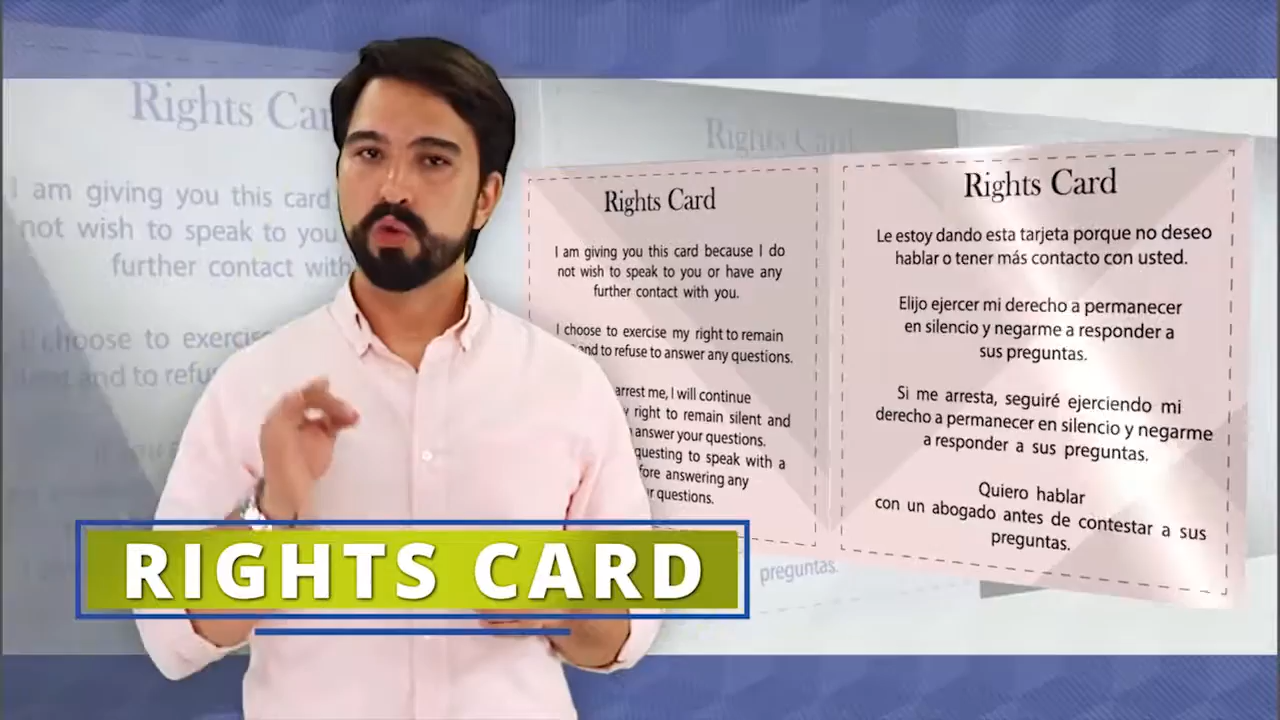 Rights Car
I am giving you this card
not wish to speak to you
further contact with
choose to exercise
and to refu
Rights Card
Rights Card
I am giving you this card because I do
not wish to speak to you or have any
further contact with you.
I choose to exercise my right to remain
and to refuse to answer any questions.
arrest me, I will continue
right to remain silent and
answer your questions.
questing to speak with a
fore answering any
r questions.
Rights Card
Le estoy dando esta tarjeta porque no deseo
hablar o tener más contacto con usted.
Elijo ejercer mi derecho a permanecer
en silencio y negarme a responder a
sus preguntas.
Si me arresta, seguiré ejerciendo mi
derecho a permanecer en silencio y negarme
a responder a sus preguntas.
Quiero hablar
con un abogado antes de contestar a sus
preguntas.
preguntas.
RIGHTS CARD